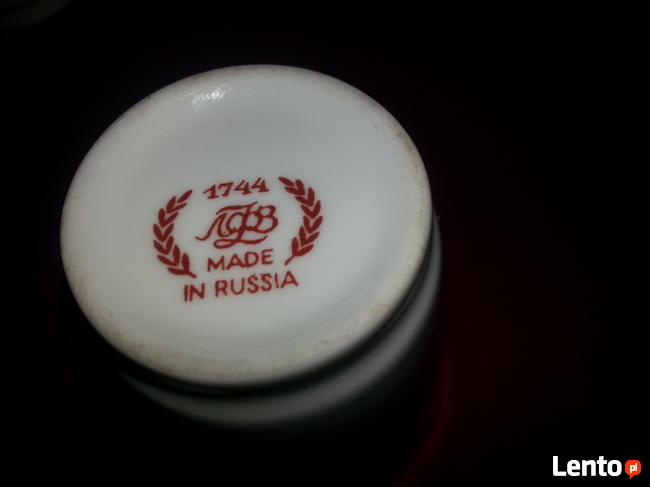 1744
ЛФЗ
MADE
IN RUSSIA
Lento pl